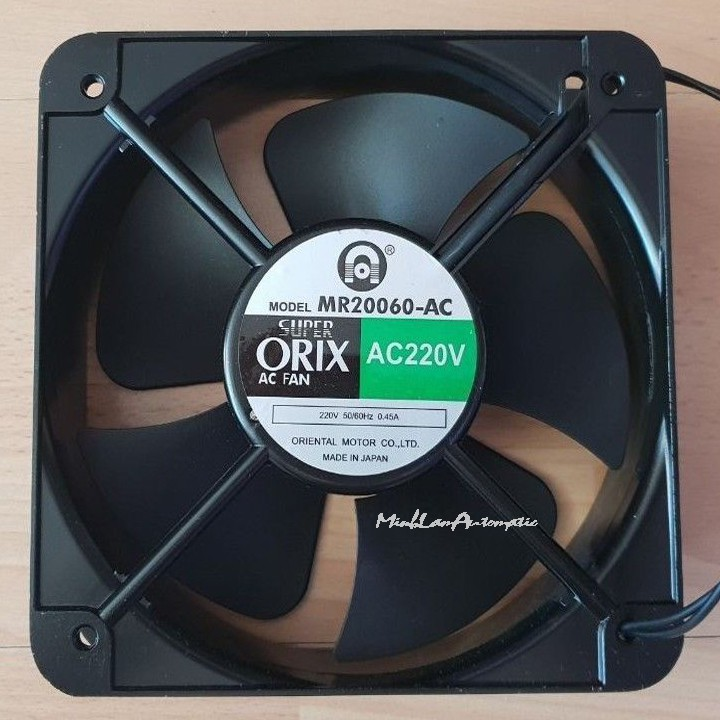 ®
MODEL MR20060-AC
SUPER
ORIX
AC FAN
AC220V
220V 50/60Hz 0.45A
ORIENTAL MOTOR CO.,LTD.
MADE IN JAPAN
MinhLanAutomatic